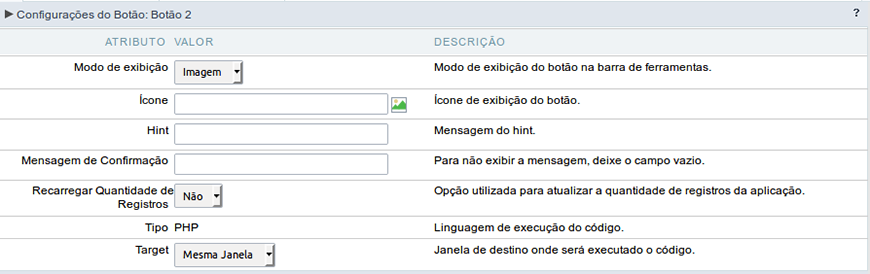 Configurações do Botão: Botão 2 ?
ATRIBUTO VALOR DESCRIÇÃO
Modo de exibição Imagem Modo de exibição do botão na barra de ferramentas.
Ícone Ícone de exibição do botão.
Hint Mensagem do hint.
Mensagem de Confirmação Para não exibir a mensagem, deixe o campo vazio.
Recarregar Quantidade de
Registros Não Opção utilizada para atualizar a quantidade de registros da aplicação.
Tipo PHP Linguagem de execução do código.
Target Mesma Janela Janela de destino onde será executado o código.